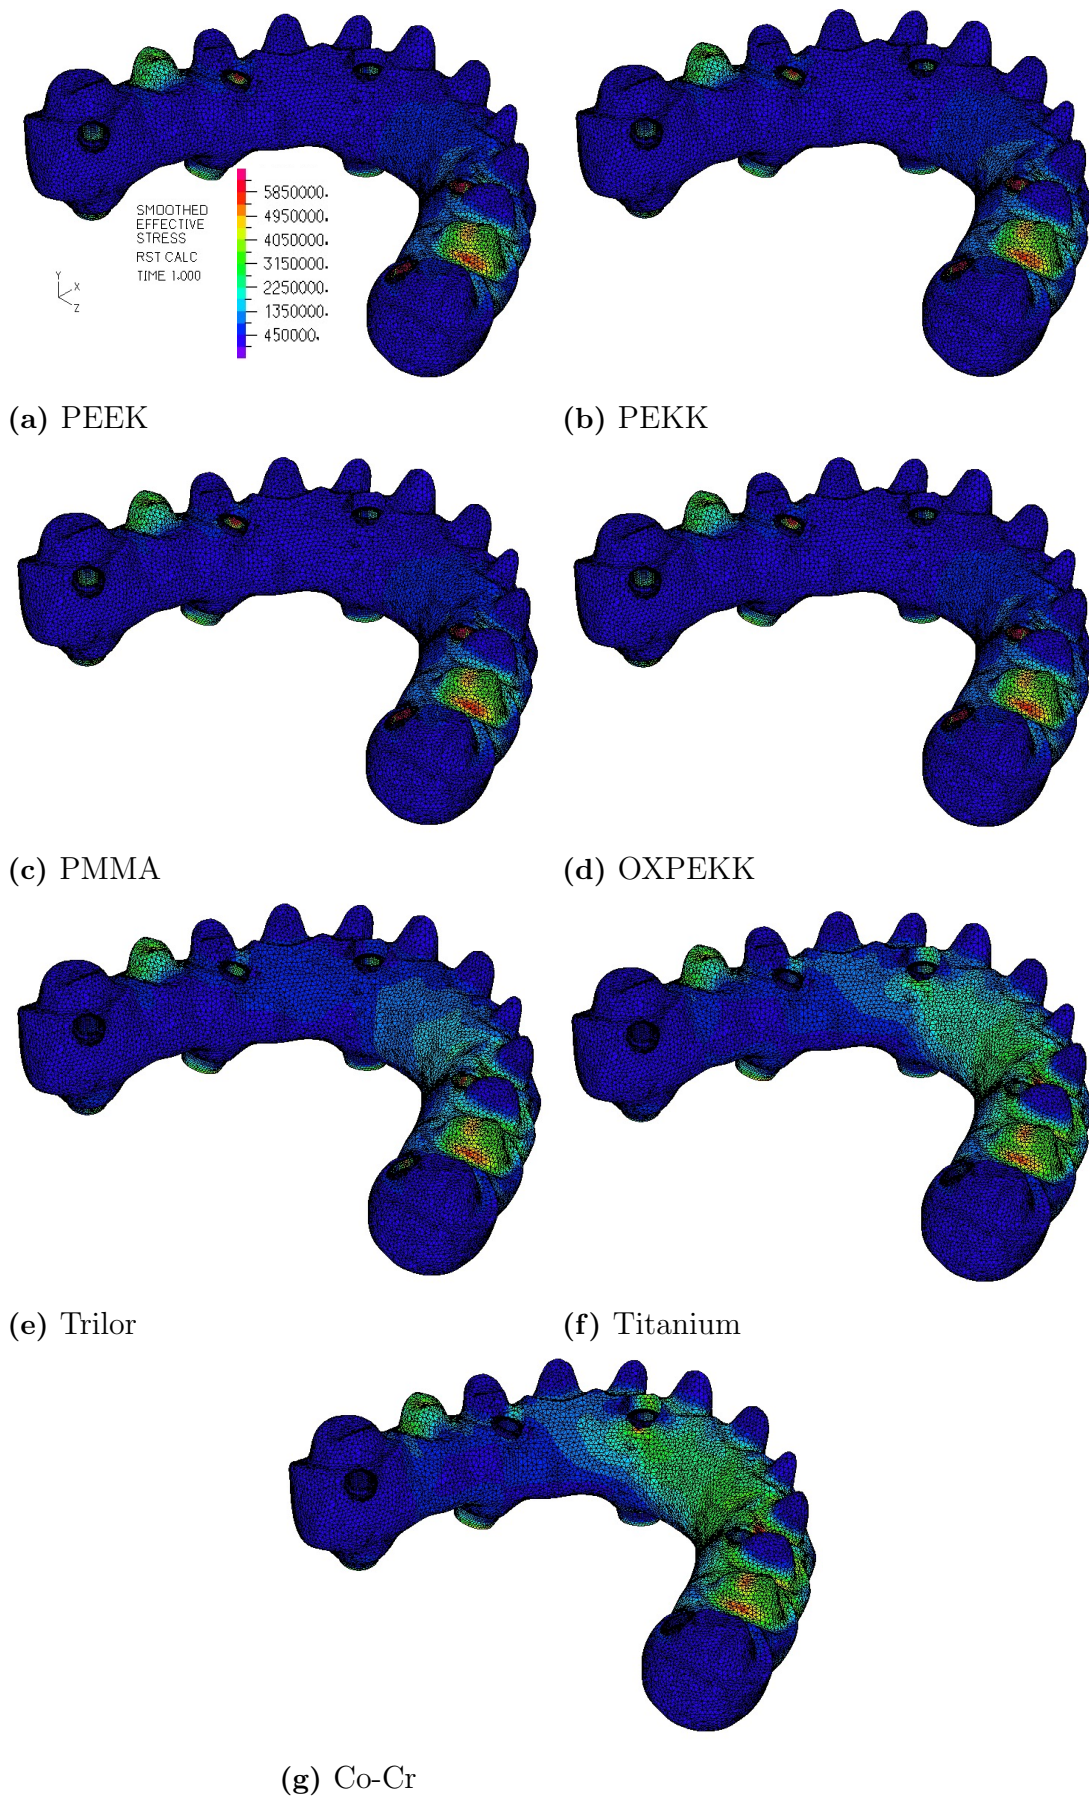 5850000.
SMOOTHED
4950000.
EFFECTIVE
STRESS
4050000.
RST CALC
3150000.
TIME 1.000
2250000.
1350000.
450000.
Y
X
Z
(a) PEEK
(b) PEKK
(c) PMMA
(d) OXPEKK
(e) Trilor
(f) Titanium
(g) Co-Cr